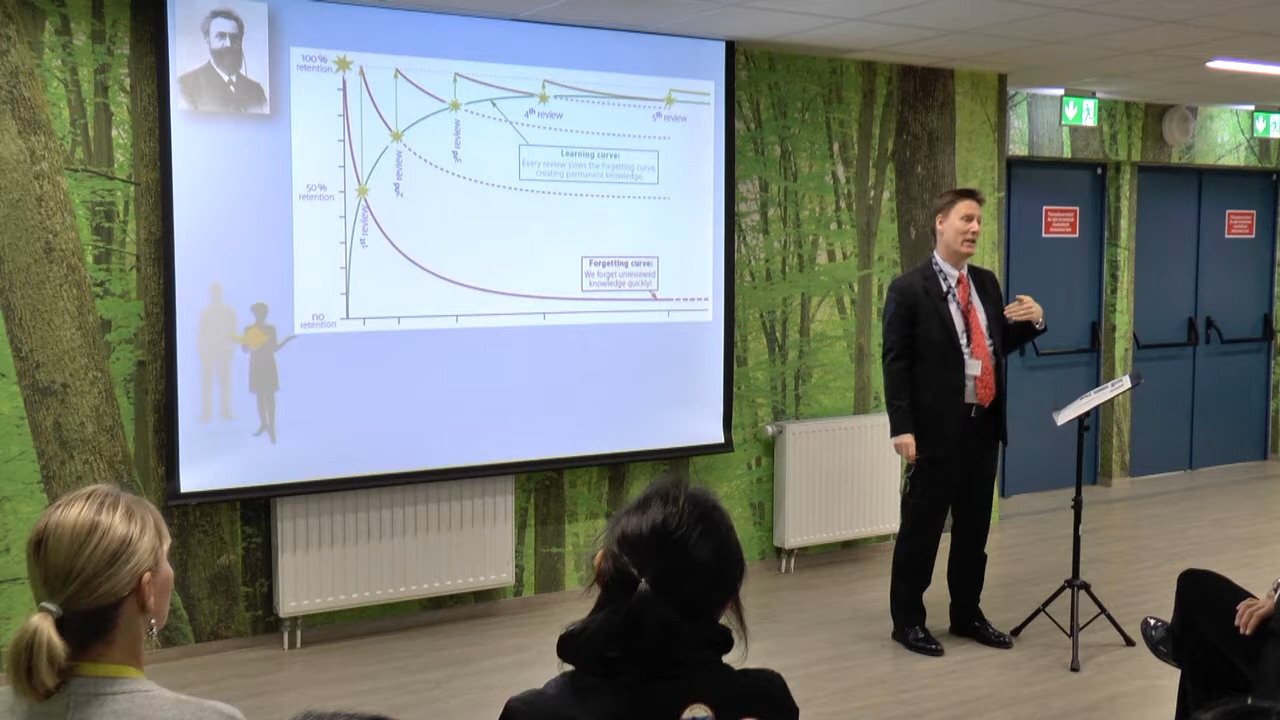 100%
retention
50%
retention
no
retention
1st review
2nd review
3rd review
4th review
5th review
Learning curve:
Every review slows the forgetting curve,
creating permanent knowledge.
Forgetting curve:
We forget unreviewed
knowledge quickly!